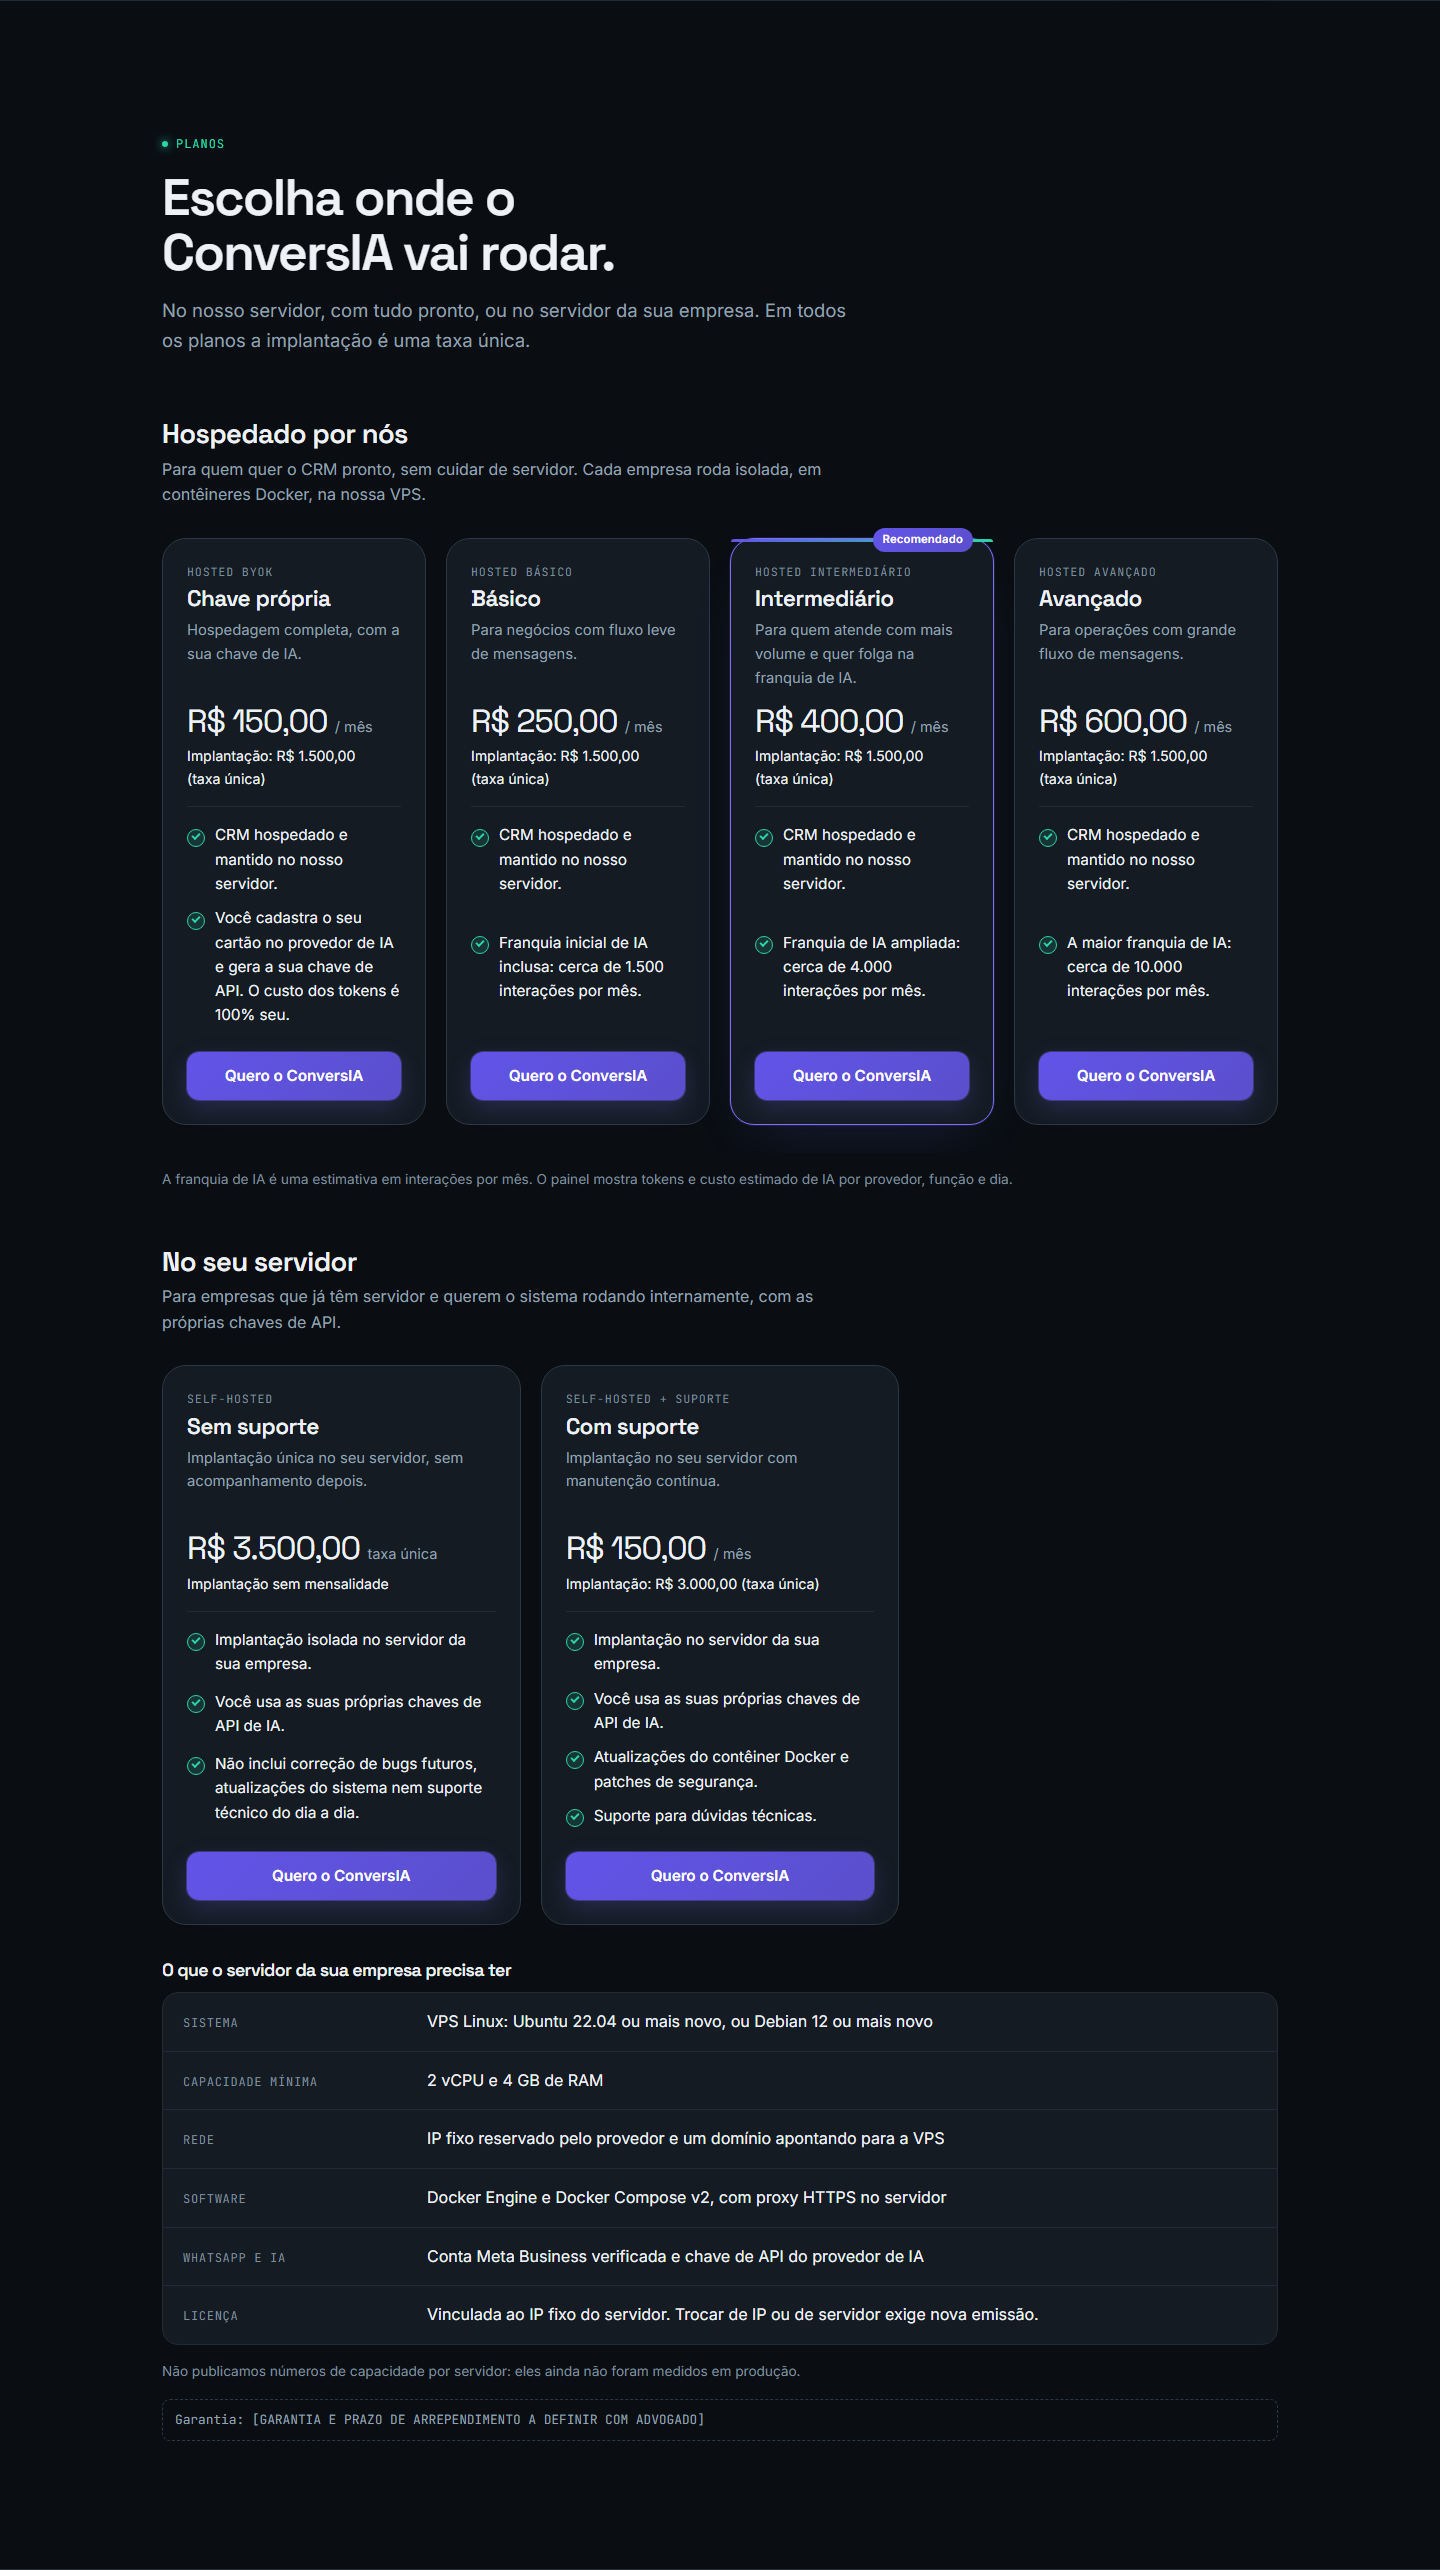 PLANOS
Escolha onde o
ConversIA vai rodar.
No nosso servidor, com tudo pronto, ou no servidor da sua empresa. Em todos
os planos a implantação é uma taxa única.
Hospedado por nós
Para quem quer o CRM pronto, sem cuidar de servidor. Cada empresa roda isolada, em
contêineres Docker, na nossa VPS.
HOSTED BYOK
Chave própria
Hospedagem completa, com a
sua chave de IA.
R$ 150,00 / mês
Implantação: R$ 1.500,00
(taxa única)
CRM hospedado e
mantido no nosso
servidor.
Você cadastra o seu
cartão no provedor de IA
e gera a sua chave de
API. O custo dos tokens é
100% seu.
Quero o ConversIA
HOSTED BÁSICO
Básico
Para negócios com fluxo leve
de mensagens.
R$ 250,00 / mês
Implantação: R$ 1.500,00
(taxa única)
CRM hospedado e
mantido no nosso
servidor.
Franquia inicial de IA
inclusa: cerca de 1.500
interações por mês.
Quero o ConversIA
Recomendado
HOSTED INTERMEDIÁRIO
Intermediário
Para quem atende com mais
volume e quer folga na
franquia de IA.
R$ 400,00 / mês
Implantação: R$ 1.500,00
(taxa única)
CRM hospedado e
mantido no nosso
servidor.
Franquia de IA ampliada:
cerca de 4.000
interações por mês.
Quero o ConversIA
HOSTED AVANÇADO
Avançado
Para operações com grande
fluxo de mensagens.
R$ 600,00 / mês
Implantação: R$ 1.500,00
(taxa única)
CRM hospedado e
mantido no nosso
servidor.
A maior franquia de IA:
cerca de 10.000
interações por mês.
Quero o ConversIA
A franquia de IA é uma estimativa em interações por mês. O painel mostra tokens e custo estimado de IA por provedor, função e dia.
No seu servidor
Para empresas que já têm servidor e querem o sistema rodando internamente, com as
próprias chaves de API.
SELF-HOSTED
Sem suporte
Implantação única no seu servidor, sem
acompanhamento depois.
R$ 3.500,00 taxa única
Implantação sem mensalidade
Implantação isolada no servidor da
sua empresa.
Você usa as suas próprias chaves de
API de IA.
Não inclui correção de bugs futuros,
atualizações do sistema nem suporte
técnico do dia a dia.
Quero o ConversIA
SELF-HOSTED + SUPORTE
Com suporte
Implantação no seu servidor com
manutenção contínua.
R$ 150,00 / mês
Implantação: R$ 3.000,00 (taxa única)
Implantação no servidor da sua
empresa.
Você usa as suas próprias chaves de
API de IA.
Atualizações do contêiner Docker e
patches de segurança.
Suporte para dúvidas técnicas.
Quero o ConversIA
O que o servidor da sua empresa precisa ter
SISTEMA VPS Linux: Ubuntu 22.04 ou mais novo, ou Debian 12 ou mais novo
CAPACIDADE MÍNIMA 2 vCPU e 4 GB de RAM
REDE IP fixo reservado pelo provedor e um domínio apontando para a VPS
SOFTWARE Docker Engine e Docker Compose v2, com proxy HTTPS no servidor
WHATSAPP E IA Conta Meta Business verificada e chave de API do provedor de IA
LICENÇA Vinculada ao IP fixo do servidor. Trocar de IP ou de servidor exige nova emissão.
Não publicamos números de capacidade por servidor: eles ainda não foram medidos em produção.
Garantia: [GARANTIA E PRAZO DE ARREPENDIMENTO A DEFINIR COM ADVOGADO]